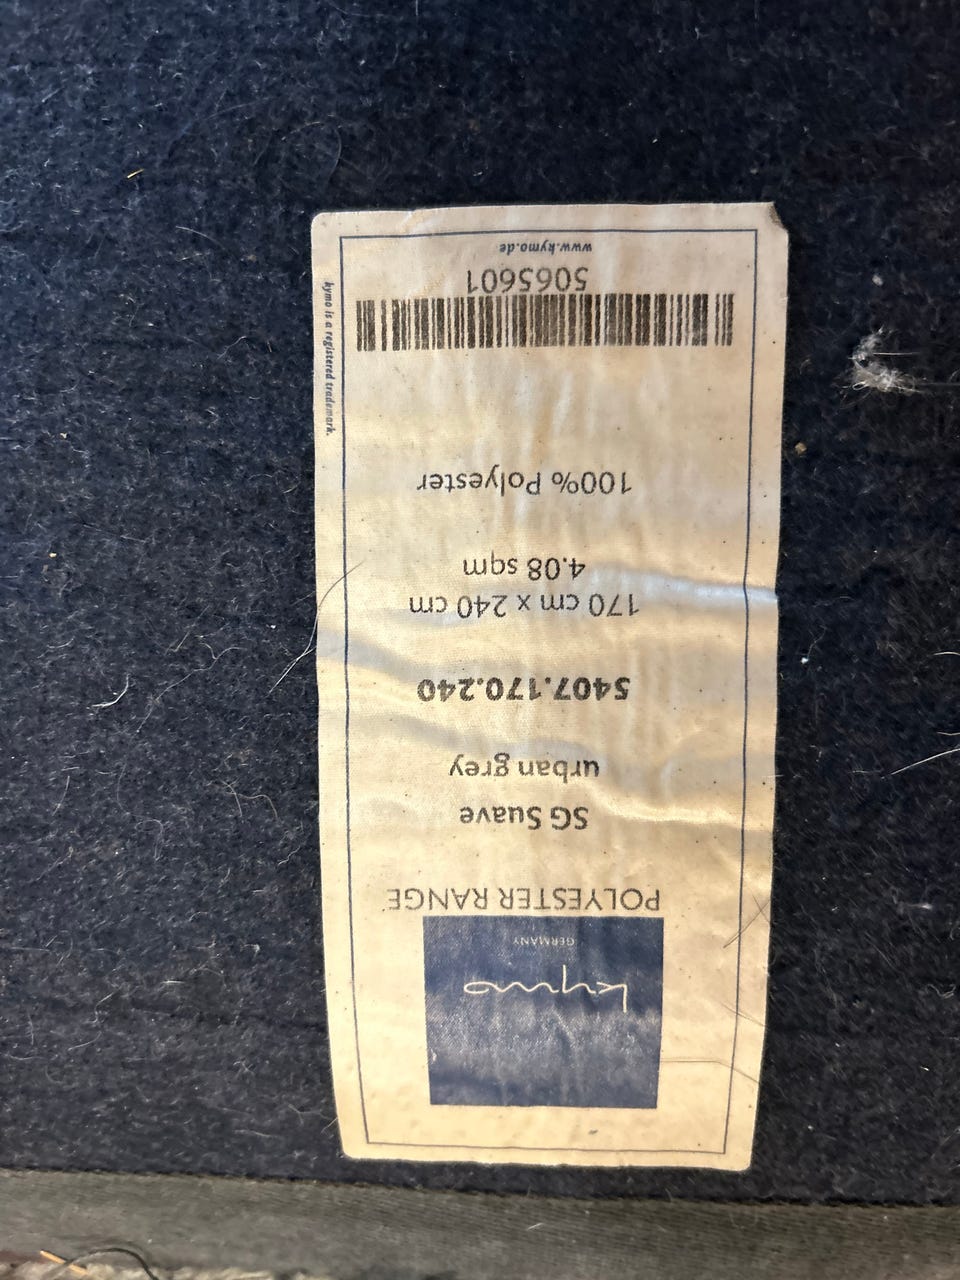 kymo
GERMANY
POLYESTER RANGE
SG Suave
urban grey
5407.170.240
170 cm x 240 cm
4.08 sqm
100% Polyester
5065601
www.kymo.de
kymo is a registered trademark.